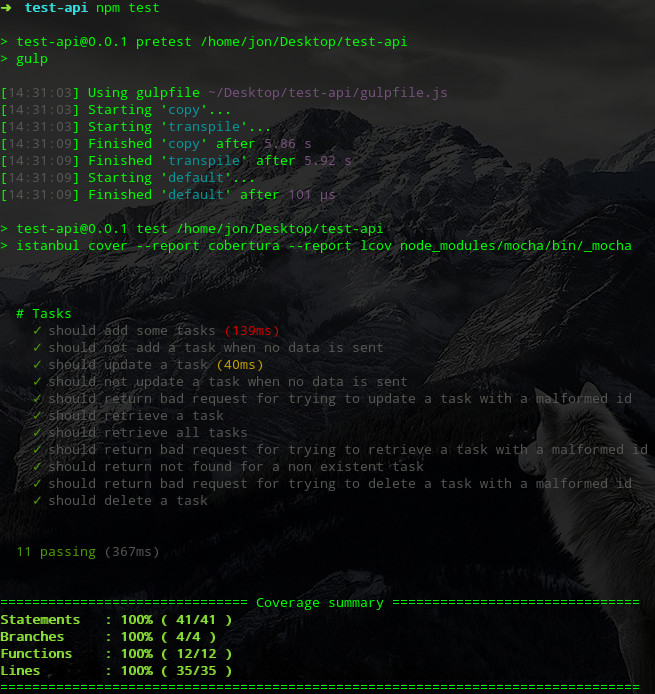 ➜  test-api npm test

> test-api@0.0.1 pretest /home/jon/Desktop/test-api
> gulp

[14:31:03] Using gulpfile ~/Desktop/test-api/gulpfile.js
[14:31:03] Starting 'copy'...
[14:31:03] Starting 'transpile'...
[14:31:09] Finished 'copy' after 5.86 s
[14:31:09] Finished 'transpile' after 5.92 s
[14:31:09] Starting 'default'...
[14:31:09] Finished 'default' after 101 μs

> test-api@0.0.1 test /home/jon/Desktop/test-api
> istanbul cover --report cobertura --report lcov node_modules/mocha/bin/_mocha

  # Tasks
    ✓ should add some tasks (139ms)
    ✓ should not add a task when no data is sent
    ✓ should update a task (40ms)
    ✓ should not update a task when no data is sent
    ✓ should return bad request for trying to update a task with a malformed id
    ✓ should retrieve a task
    ✓ should retrieve all tasks
    ✓ should return bad request for trying to retrieve a task with a malformed id
    ✓ should return not found for a non existent task
    ✓ should return bad request for trying to delete a task with a malformed id
    ✓ should delete a task

  11 passing (367ms)

=============================== Coverage summary ===============================
Statements   : 100% ( 41/41 )
Branches     : 100% ( 4/4 )
Functions    : 100% ( 12/12 )
Lines        : 100% ( 35/35 )
================================================================================